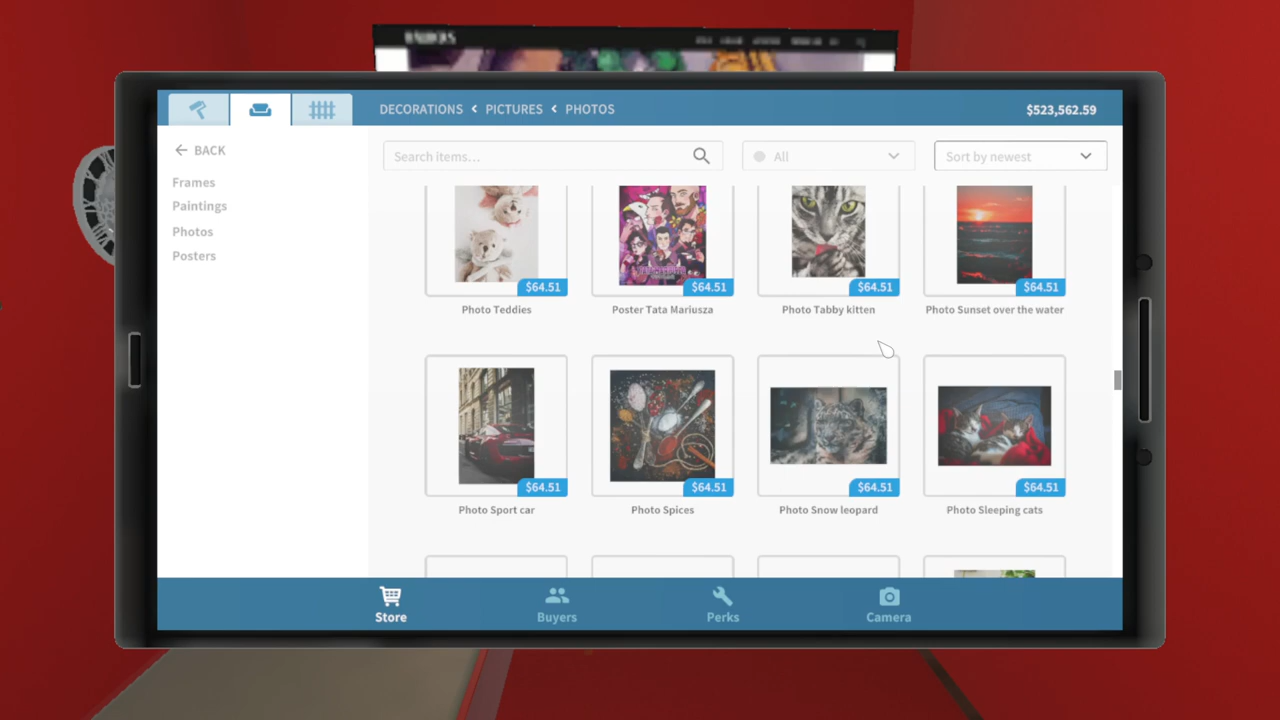 DECORATIONS < PICTURES < PHOTOS
$523,562.59
BACK
Search items...
All
Sort by newest
Frames
Paintings
Photos
Posters
$64.51 $64.51 $64.51 $64.51
Photo Teddies Poster Tata Mariusza Photo Tabby kitten Photo Sunset over the water
$64.51 $64.51 $64.51 $64.51
Photo Sport car Photo Spices Photo Snow leopard Photo Sleeping cats
Store Buyers Perks Camera